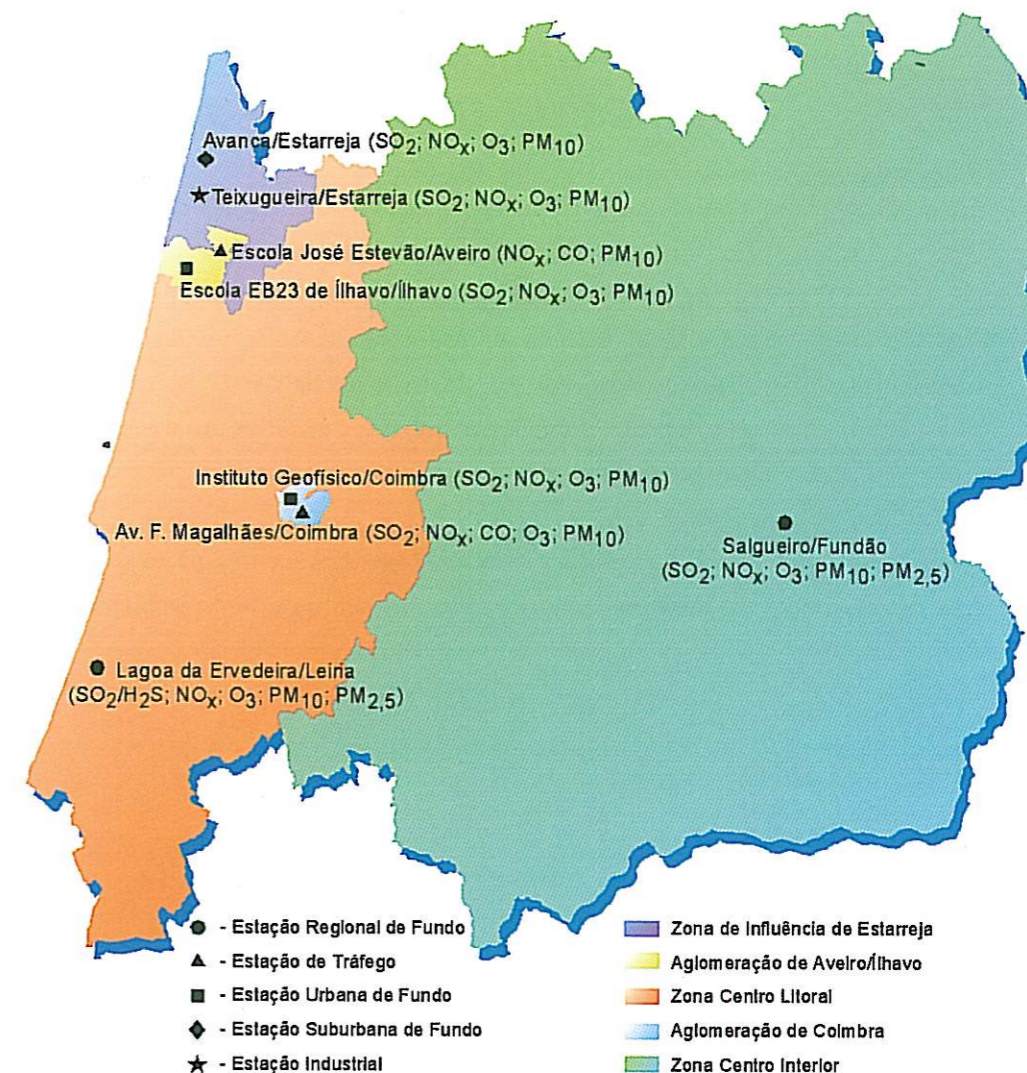 Avanca/Estarreja (SO2; NOx; O3; PM10)
Teixugueira/Estarreja (SO2; NOx; O3; PM10)
Escola José Estevão/Aveiro (NOx; CO; PM10)
Escola EB23 de Ílhavo/Ílhavo (SO2; NOx; O3; PM10)
Instituto Geofísico/Coimbra (SO2; NOx; O3; PM10)
Av. F. Magalhães/Coimbra (SO2; NOx; CO; O3; PM10)
Salgueiro/Fundão
(SO2; NOx; O3; PM10; PM2,5)
Lagoa da Ervedeira/Leiria
(SO2/H2S; NOx; O3; PM10; PM2,5)
- Estação Regional de Fundo
- Estação de Tráfego
- Estação Urbana de Fundo
- Estação Suburbana de Fundo
- Estação Industrial
Zona de Influência de Estarreja
Aglomeração de Aveiro/Ílhavo
Zona Centro Litoral
Aglomeração de Coimbra
Zona Centro Interior